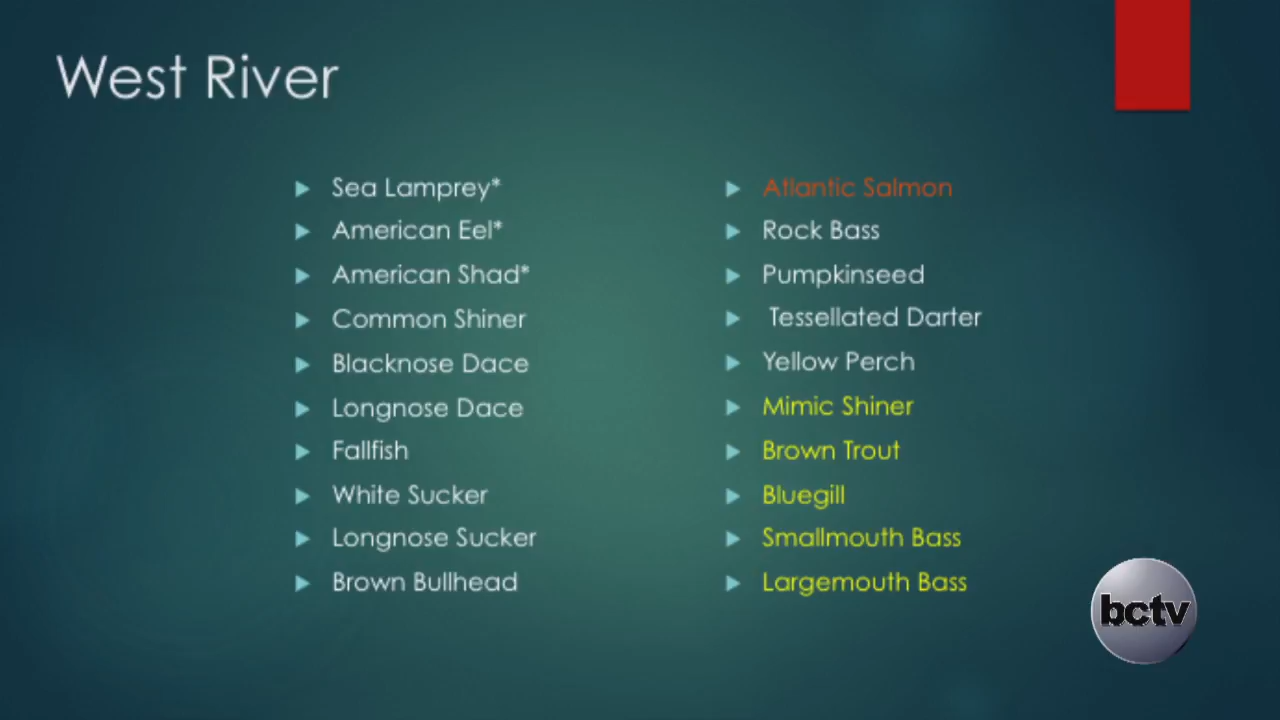 West River
Sea Lamprey*
American Eel*
American Shad*
Common Shiner
Blacknose Dace
Longnose Dace
Fallfish
White Sucker
Longnose Sucker
Brown Bullhead
Atlantic Salmon
Rock Bass
Pumpkinseed
Tessellated Darter
Yellow Perch
Mimic Shiner
Brown Trout
Bluegill
Smallmouth Bass
Largemouth Bass
bctv